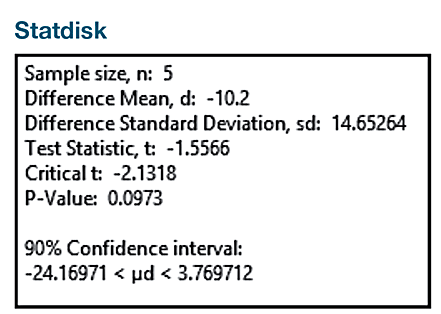 Statdisk
Sample size, n: 5
Difference Mean, d: -10.2
Difference Standard Deviation, sd: 14.65264
Test Statistic, t: -1.5566
Critical t: -2.1318
P-Value: 0.0973
90% Confidence interval:
-24.16971 < μd < 3.769712